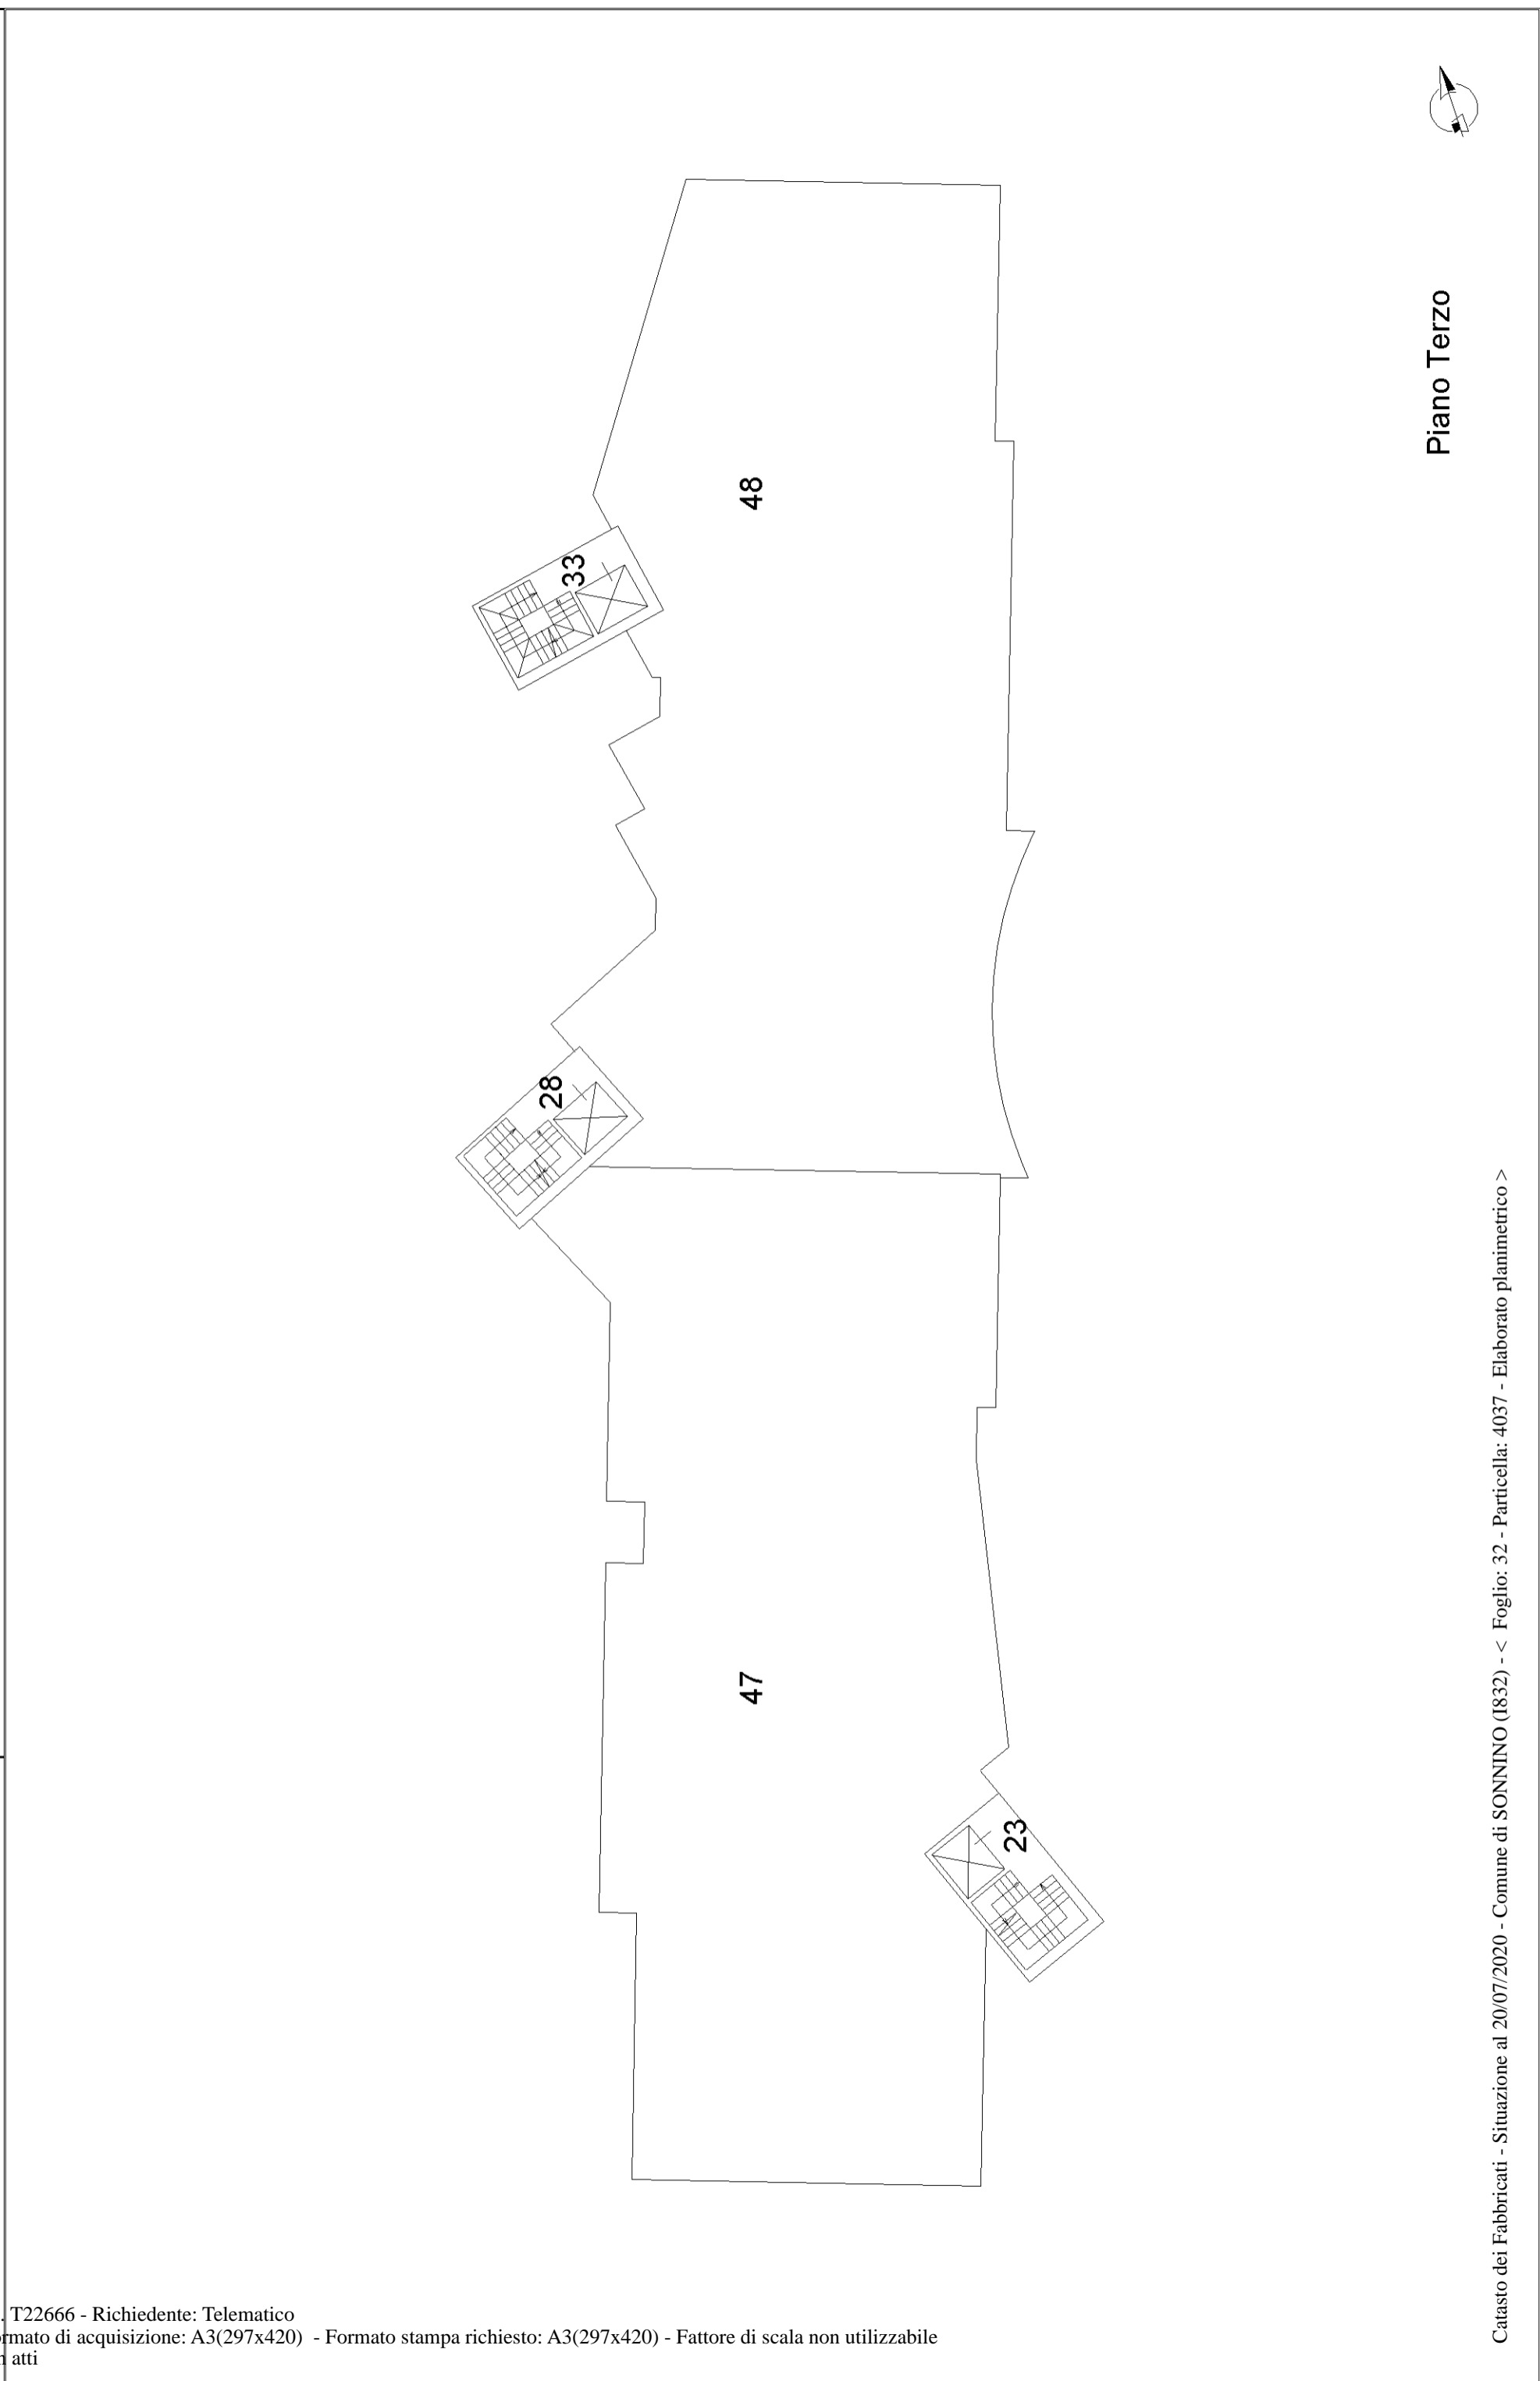 Piano Terzo
48
33
28
47
23
Catasto dei Fabbricati - Situazione al 20/07/2020 - Comune di SONNINO (I832) - < Foglio: 32 - Particella: 4037 - Elaborato planimetrico >
. T22666 - Richiedente: Telematico
rmato di acquisizione: A3(297x420) - Formato stampa richiesto: A3(297x420) - Fattore di scala non utilizzabile
atti